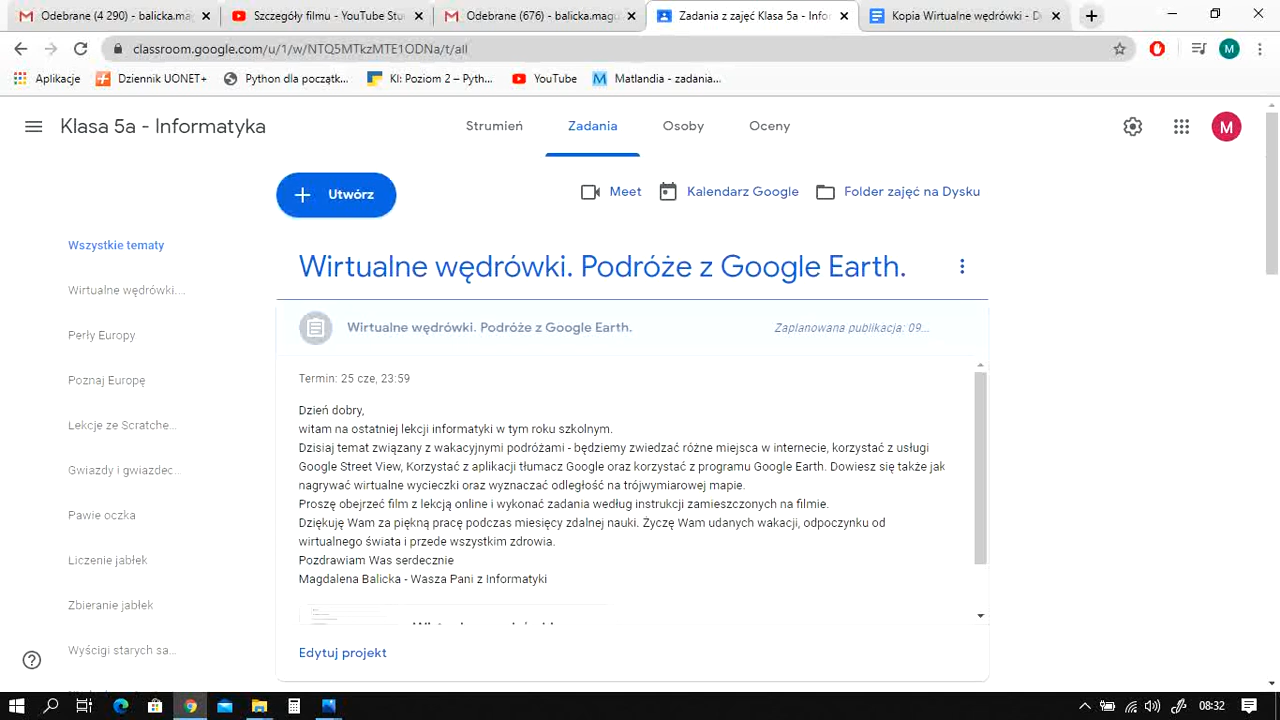 Odebrane (4 290) - balicka.mag
Szczegóły filmu - YouTube St
Odebrane (676) - balicka.magu
Zadania z zajęć Klasa 5a - Infor
Kopia Wirtualne wędrówki - D
classroom.google.com/u/1/w/NTQ5MTkzMTE1ODNa/t/all
M
Aplikacje
Dziennik UONET+
Python dla początk...
KI: Poziom 2 – Pyth...
YouTube
Matlandia - zadania...
Klasa 5a - Informatyka
Strumień
Zadania
Osoby
Oceny
M
Utwórz
Meet
Kalendarz Google
Folder zajęć na Dysku
Wszystkie tematy
Wirtualne wędrówki....
Perły Europy
Poznaj Europę
Lekcje ze Scratche...
Gwiazdy i gwiazdec...
Pawie oczka
Liczenie jabłek
Zbieranie jabłek
Wyścigi starych sa...
Wirtualne wędrówki. Podróże z Google Earth.
Wirtualne wędrówki. Podróże z Google Earth.
Zaplanowana publikacja: 09...
Termin: 25 cze, 23:59
Dzień dobry,
witam na ostatniej lekcji informatyki w tym roku szkolnym.
Dzisiaj temat związany z wakacyjnymi podróżami - będziemy zwiedzać różne miejsca w internecie, korzystać z usługi
Google Street View, Korzystać z aplikacji tłumacz Google oraz korzystać z programu Google Earth. Dowiesz się także jak
nagrywać wirtualne wycieczki oraz wyznaczać odległość na trójwymiarowej mapie.
Proszę obejrzeć film z lekcją online i wykonać zadania według instrukcji zamieszczonych na filmie.
Dziękuję Wam za piękną pracę podczas miesięcy zdalnej nauki. Życzę Wam udanych wakacji, odpoczynku od
wirtualnego świata i przede wszystkim zdrowia.
Pozdrawiam Was serdecznie
Magdalena Balicka - Wasza Pani z Informatyki
Edytuj projekt
08:32